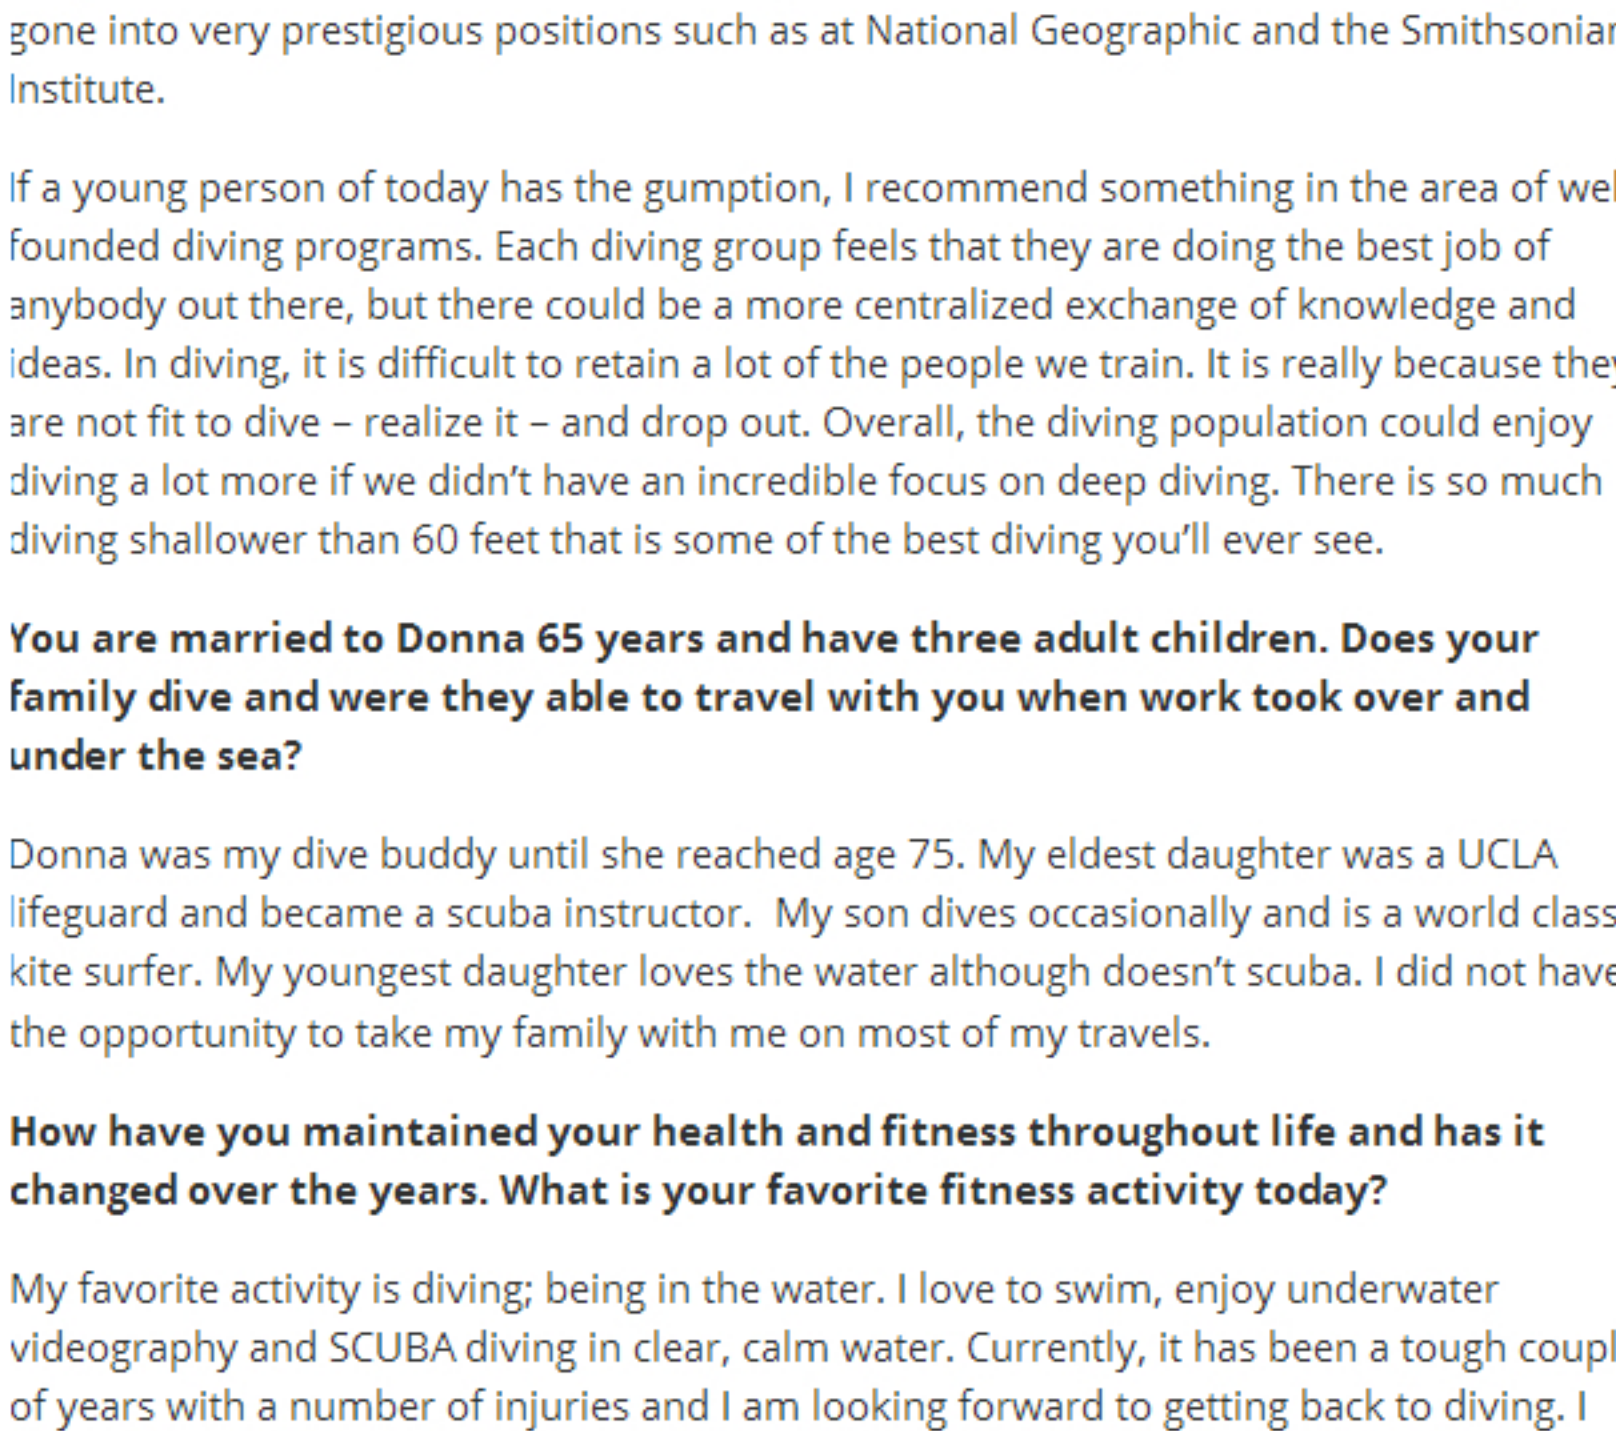 gone into very prestigious positions such as at National Geographic and the
Institute.
If a young person of today has the gumption, I recommend something in the area of
founded diving programs. Each diving group feels that they are doing the best job of
anybody out there, but there could be a more centralized exchange of knowledge and
ideas. In diving, it is difficult to retain a lot of the people we train. It is really because they
are not fit to dive – realize it – and drop out. Overall, the diving population could enjoy
diving a lot more if we didn’t have an incredible focus on deep diving. There is so much
diving shallower than 60 feet that is some of the best diving you’ll ever see.
You are married to Donna 65 years and have three adult children. Does your
family dive and were they able to travel with you when work took over and
under the sea?
Donna was my dive buddy until she reached age 75. My eldest daughter was a UCLA
lifeguard and became a scuba instructor.  My son dives occasionally and is a world class
kite surfer. My youngest daughter loves the water although doesn’t scuba. I did not have
the opportunity to take my family with me on most of my travels.
How have you maintained your health and fitness throughout life and has it
changed over the years. What is your favorite fitness activity today?
My favorite activity is diving; being in the water. I love to swim, enjoy underwater
videography and SCUBA diving in clear, calm water. Currently, it has been a tough
of years with a number of injuries and I am looking forward to getting back to diving. I